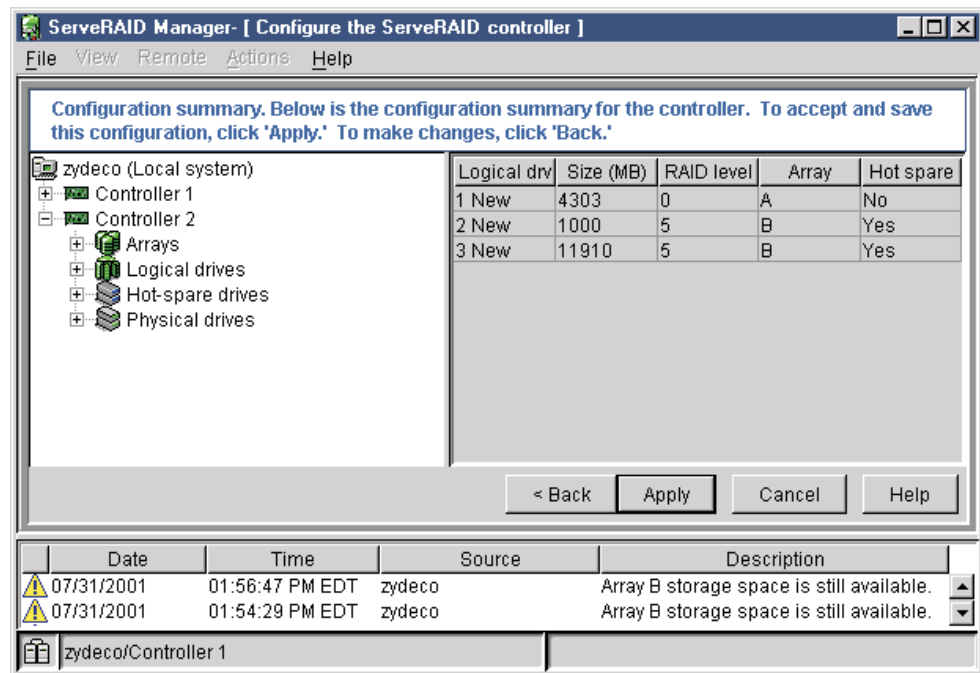 ServeRAID Manager- [ Configure the ServeRAID controller ]
File View Remote Actions Help
Configuration summary. Below is the configuration summary for the controller. To accept and save
this configuration, click 'Apply.' To make changes, click 'Back.'
zydeco (Local system)
Controller 1
Controller 2
Arrays
Logical drives
Hot-spare drives
Physical drives
Logical drv Size (MB) RAID level Array Hot spare
1 New 4303 0 A No
2 New 1000 5 B Yes
3 New 11910 5 B Yes
< Back Apply Cancel Help
Date Time Source Description
07/31/2001 01:56:47 PM EDT zydeco Array B storage space is still available.
07/31/2001 01:54:29 PM EDT zydeco Array B storage space is still available.
zydeco/Controller 1